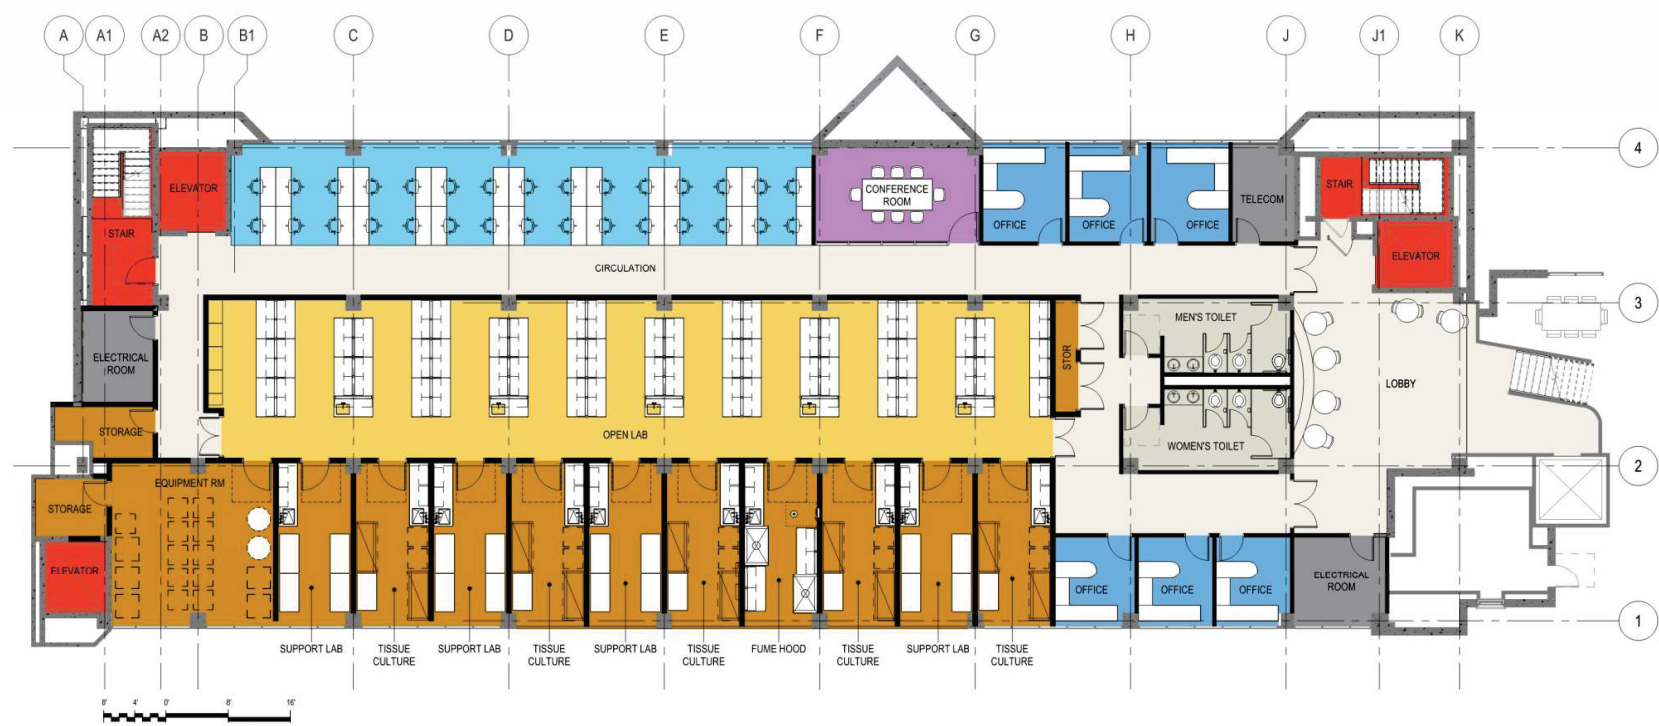 A
A1
A2
B
B1
C
D
E
F
G
H
J
J1
K
4
ELEVATOR
CONFERENCE
ROOM
STAIR
TELECOM
STAIR
OFFICE
OFFICE
OFFICE
ELEVATOR
CIRCULATION
3
MEN'S TOILET
ELECTRICAL
ROOM
STOR
LOBBY
STORAGE
OPEN LAB
WOMEN'S TOILET
2
EQUIPMENT RM
STORAGE
ELEVATOR
ELECTRICAL
ROOM
OFFICE
OFFICE
OFFICE
1
SUPPORT LAB
TISSUE
CULTURE
SUPPORT LAB
TISSUE
CULTURE
SUPPORT LAB
TISSUE
CULTURE
FUME HOOD
TISSUE
CULTURE
SUPPORT LAB
TISSUE
CULTURE
8' 4' 0' 8' 16'